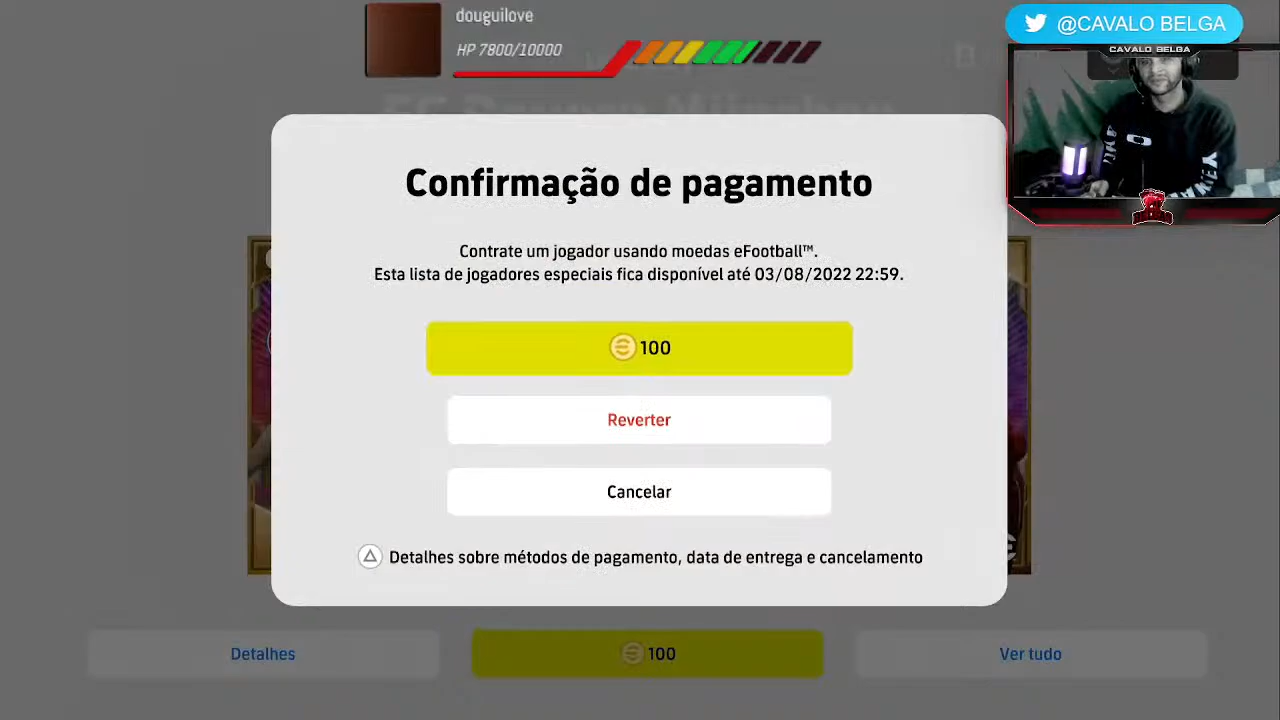 douguilove
HP 7800/10000
@CAVALO BELGA
CAVALO BELGA
Confirmação de pagamento
Contrate um jogador usando moedas eFootball™.
Esta lista de jogadores especiais fica disponível até 03/08/2022 22:59.
100
Reverter
Cancelar
Detalhes sobre métodos de pagamento, data de entrega e cancelamento
Detalhes
100
Ver tudo